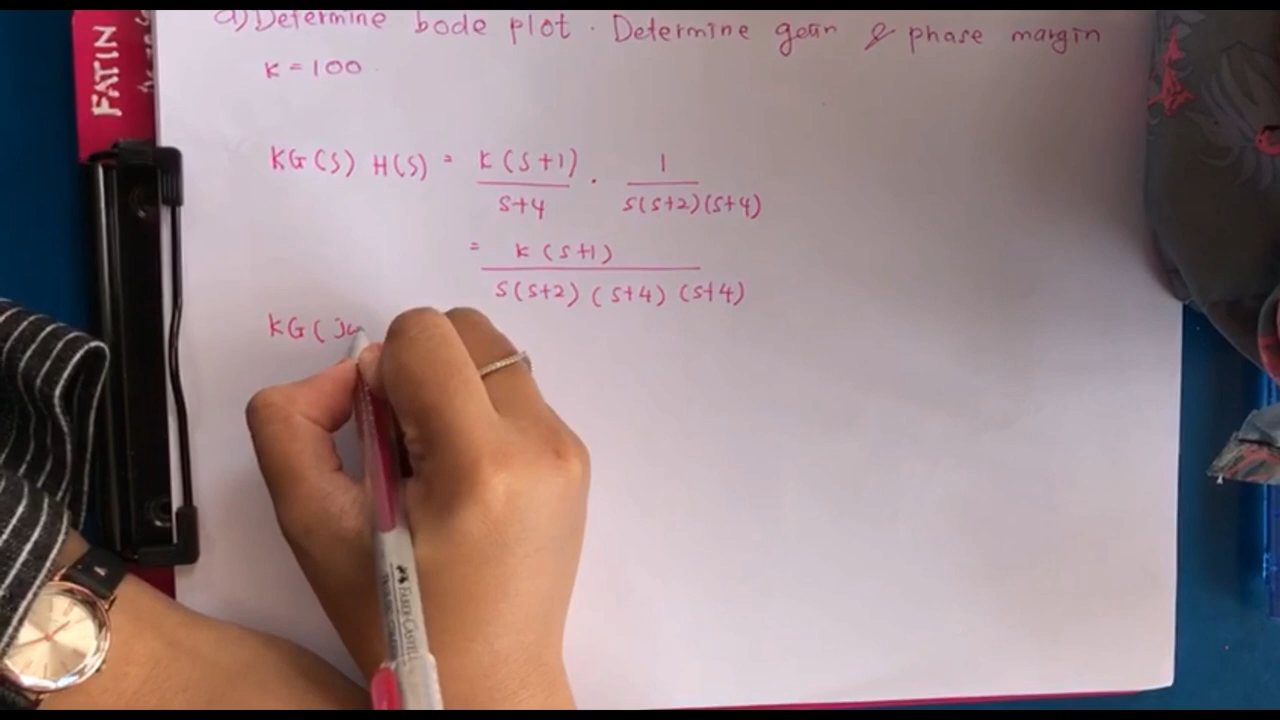 a) Determine bode plot. Determine gain & phase margin
K = 100.
KG(s) H(s) = K(s+1) / s+4 . 1 / s(s+2)(s+4)
= K(s+1) / s(s+2)(s+4)(s+4)
KG(jω
FATIN
FABER-CASTELL